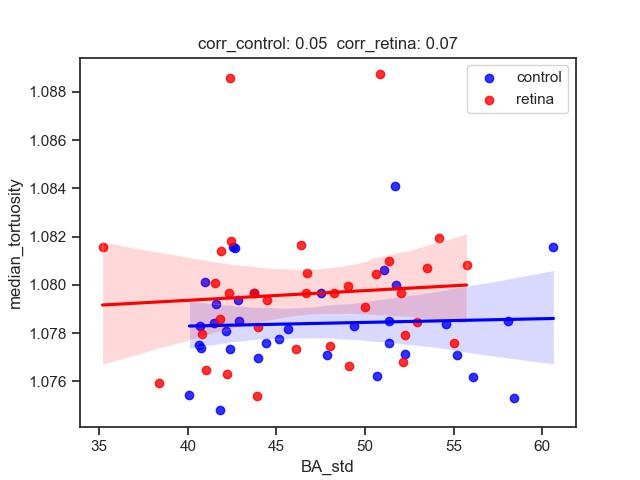 corr_control: 0.05  corr_retina: 0.07
control
retina
1.088
1.086
1.084
1.082
1.080
1.078
1.076
median_tortuosity
35 40 45 50 55 60
BA_std